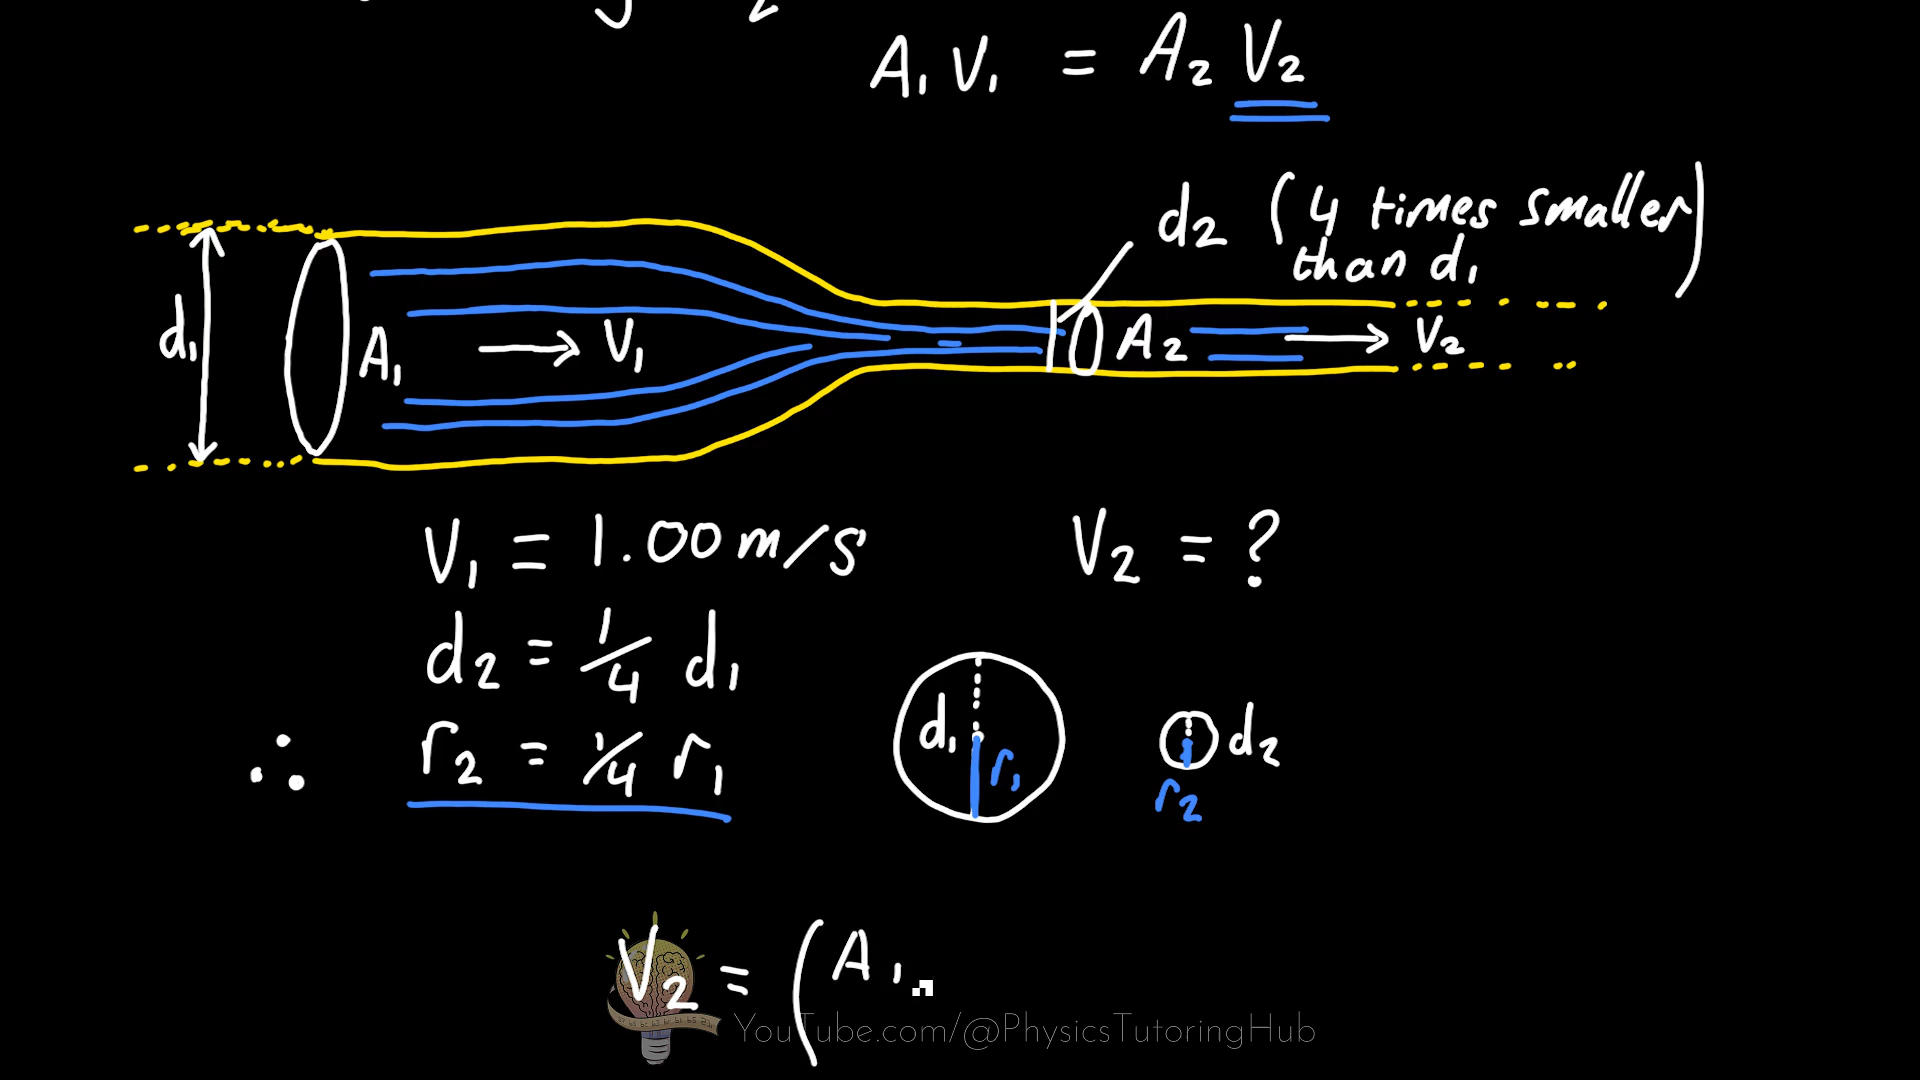 A₁ V₁ = A₂ V₂
d₂ (4 times smaller
than d₁)
d₁
A₁
V₁
A₂
V₂
V₁ = 1.00 m/s
V₂ = ?
d₂ = 1/4 d₁
∴ r₂ = 1/4 r₁
d₁
r₁
d₂
r₂
V₂ = (A₁
YouTube.com/@PhysicsTutoringHub